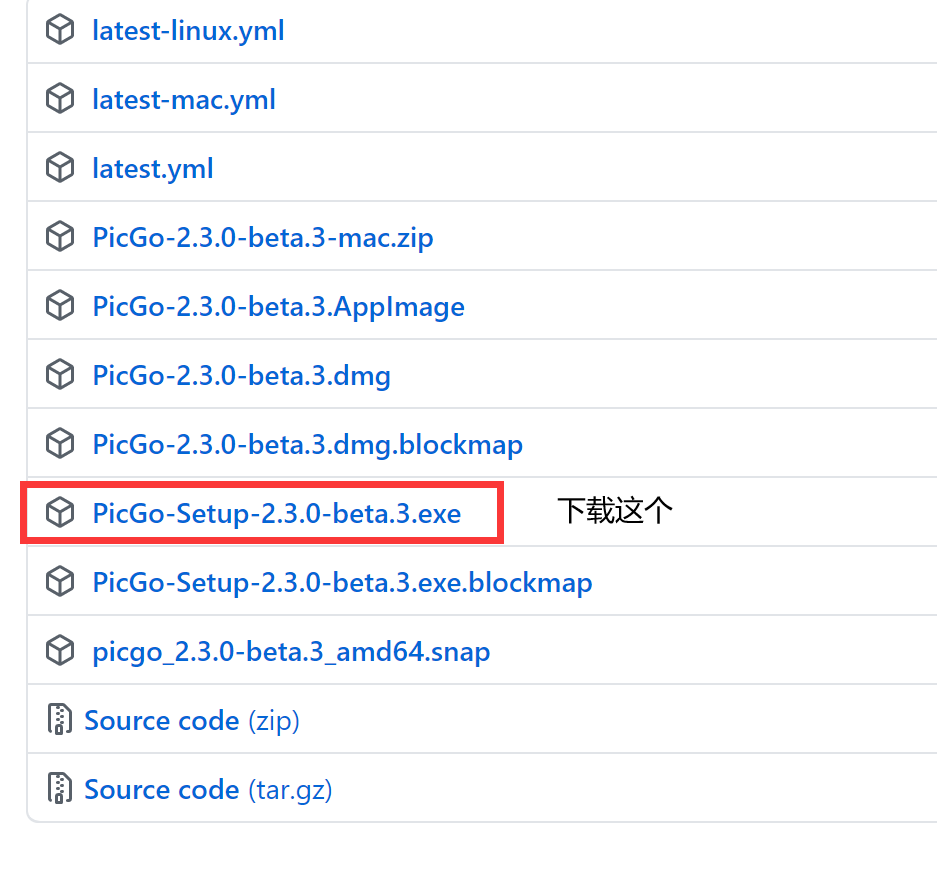 latest-linux.yml
latest-mac.yml
latest.yml
PicGo-2.3.0-beta.3-mac.zip
PicGo-2.3.0-beta.3.AppImage
PicGo-2.3.0-beta.3.dmg
PicGo-2.3.0-beta.3.dmg.blockmap
PicGo-Setup-2.3.0-beta.3.exe 下载这个
PicGo-Setup-2.3.0-beta.3.exe.blockmap
picgo_2.3.0-beta.3_amd64.snap
Source code (zip)
Source code (tar.gz)